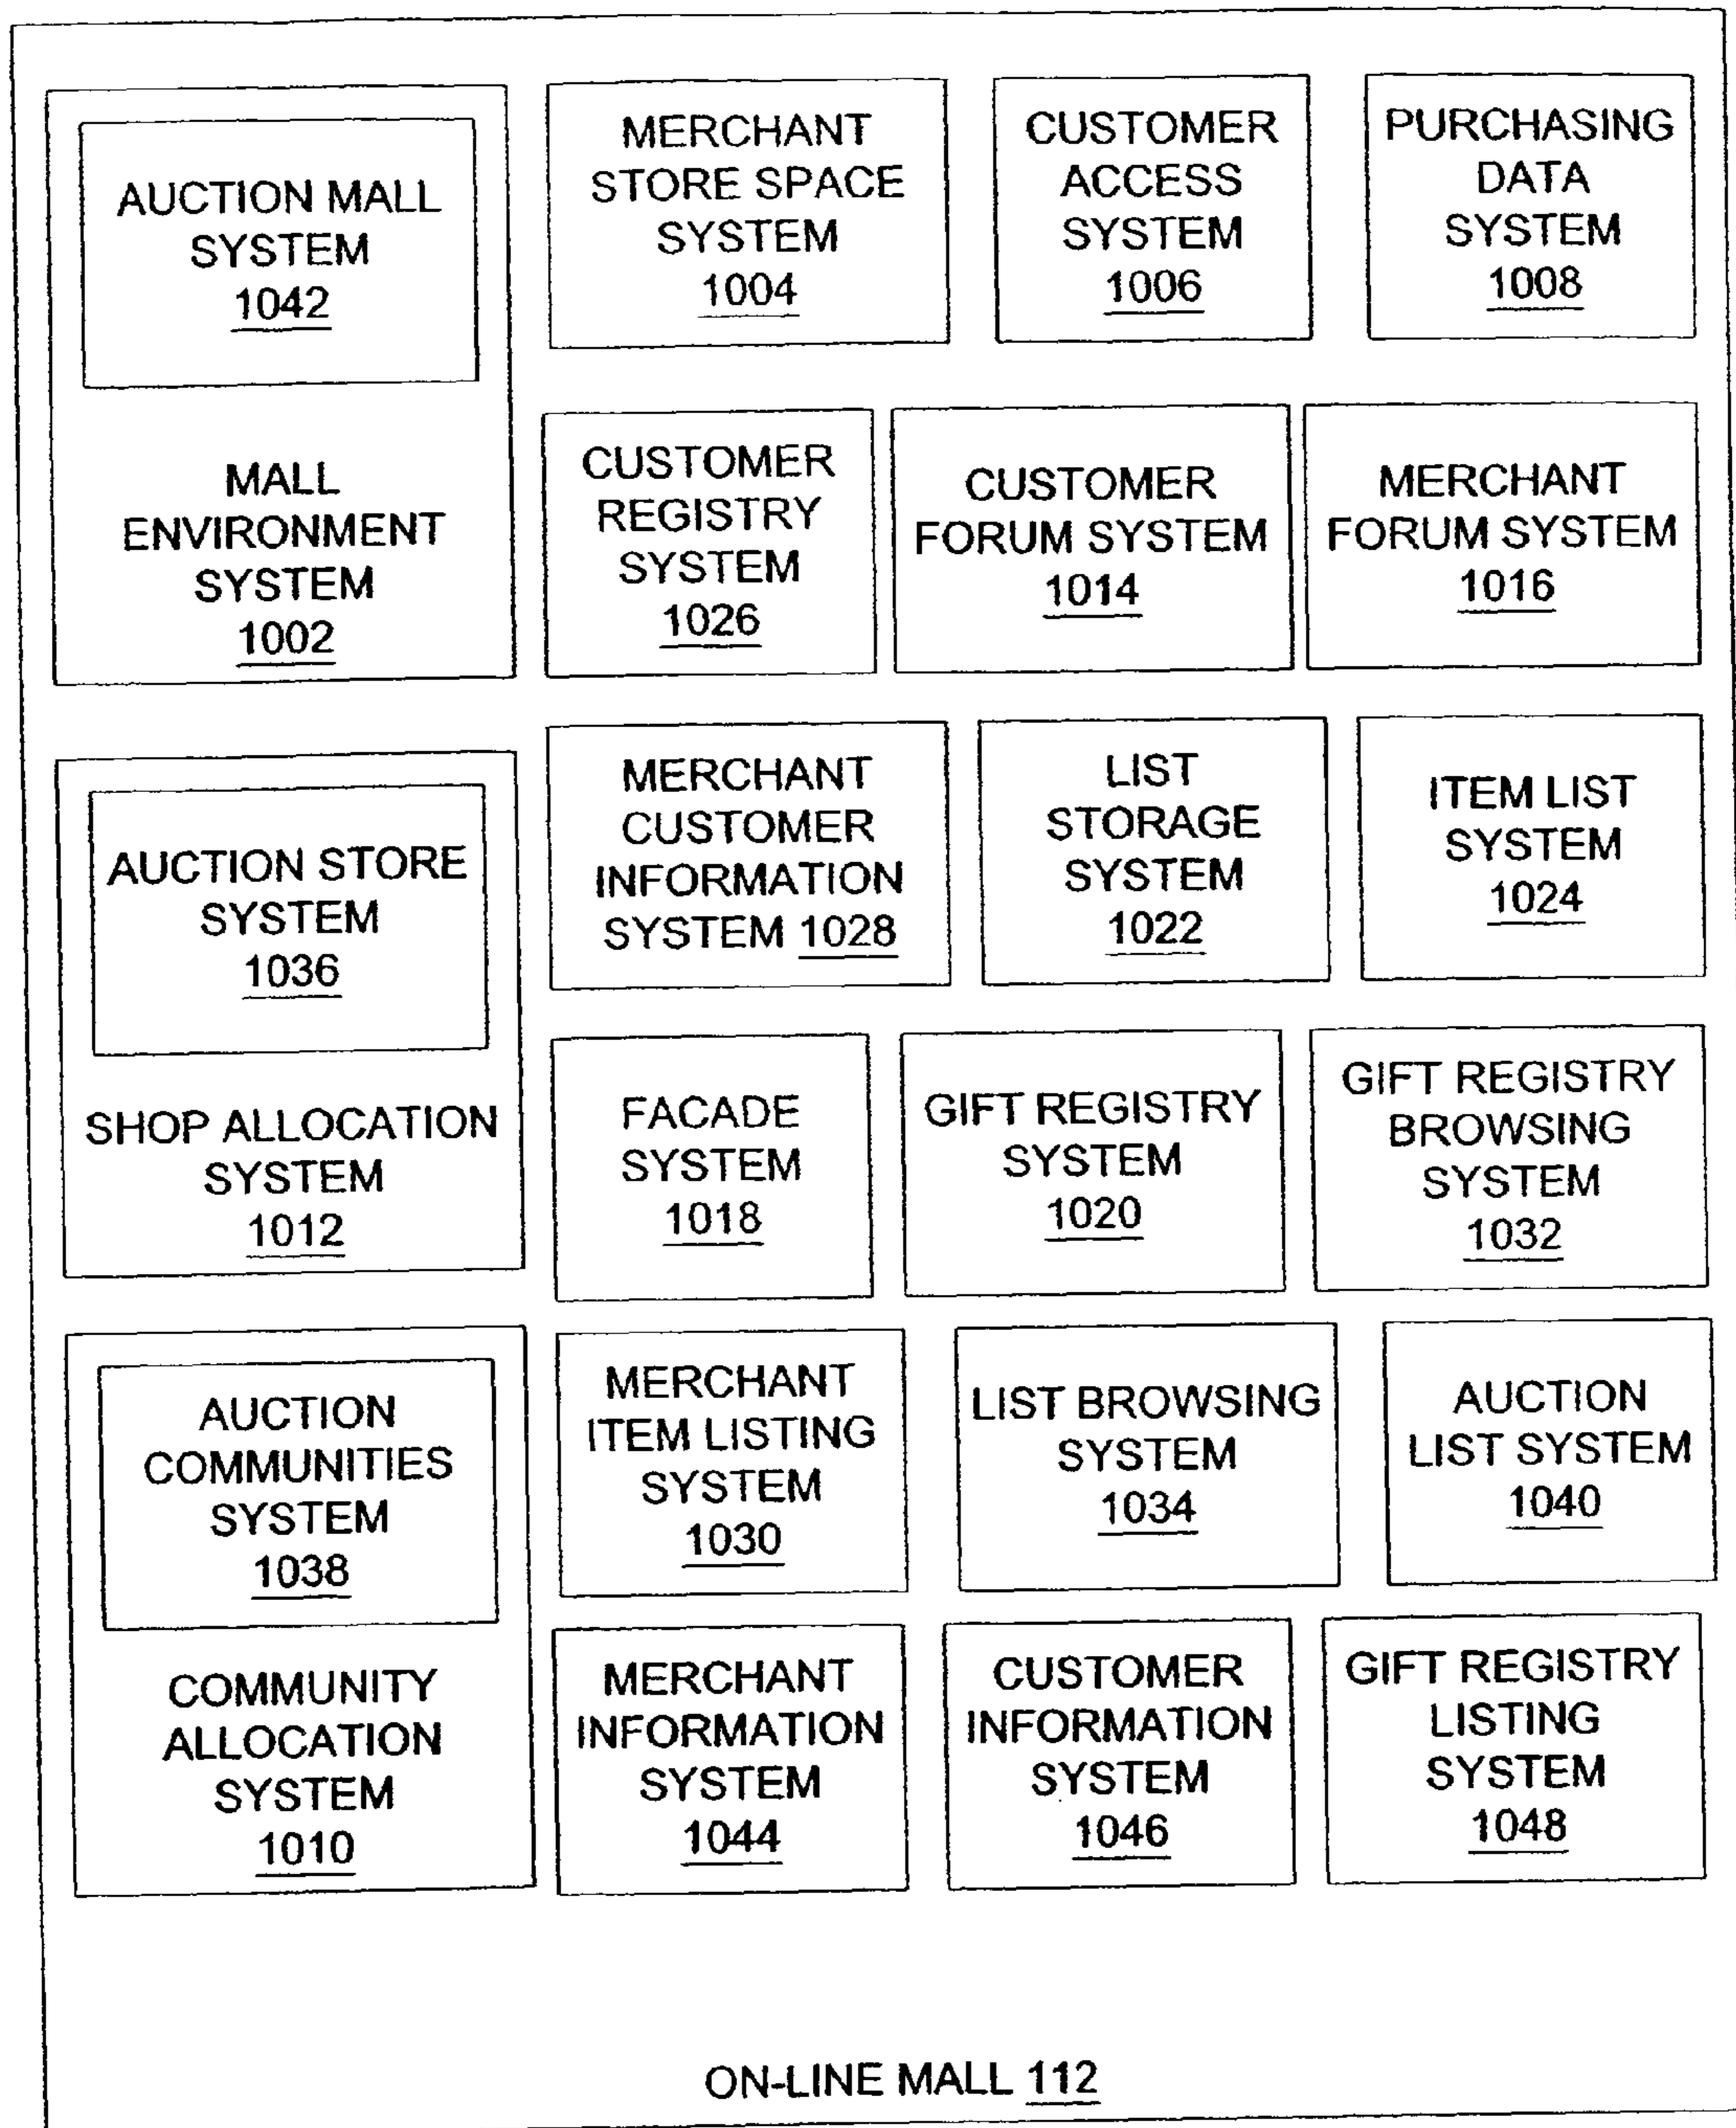 AUCTION MALL
SYSTEM
1042
MALL
ENVIRONMENT
SYSTEM
1002
MERCHANT
STORE SPACE
SYSTEM
1004
CUSTOMER
ACCESS
SYSTEM
1006
PURCHASING
DATA
SYSTEM
1008
CUSTOMER
REGISTRY
SYSTEM
1026
CUSTOMER
FORUM SYSTEM
1014
MERCHANT
FORUM SYSTEM
1016
AUCTION STORE
SYSTEM
1036
SHOP ALLOCATION
SYSTEM
1012
MERCHANT
CUSTOMER
INFORMATION
SYSTEM 1028
LIST
STORAGE
SYSTEM
1022
ITEM LIST
SYSTEM
1024
FACADE
SYSTEM
1018
GIFT REGISTRY
SYSTEM
1020
GIFT REGISTRY
BROWSING
SYSTEM
1032
AUCTION
COMMUNITIES
SYSTEM
1038
COMMUNITY
ALLOCATION
SYSTEM
1010
MERCHANT
ITEM LISTING
SYSTEM
1030
LIST BROWSING
SYSTEM
1034
AUCTION
LIST SYSTEM
1040
MERCHANT
INFORMATION
SYSTEM
1044
CUSTOMER
INFORMATION
SYSTEM
1046
GIFT REGISTRY
LISTING
SYSTEM
1048
ON-LINE MALL 112